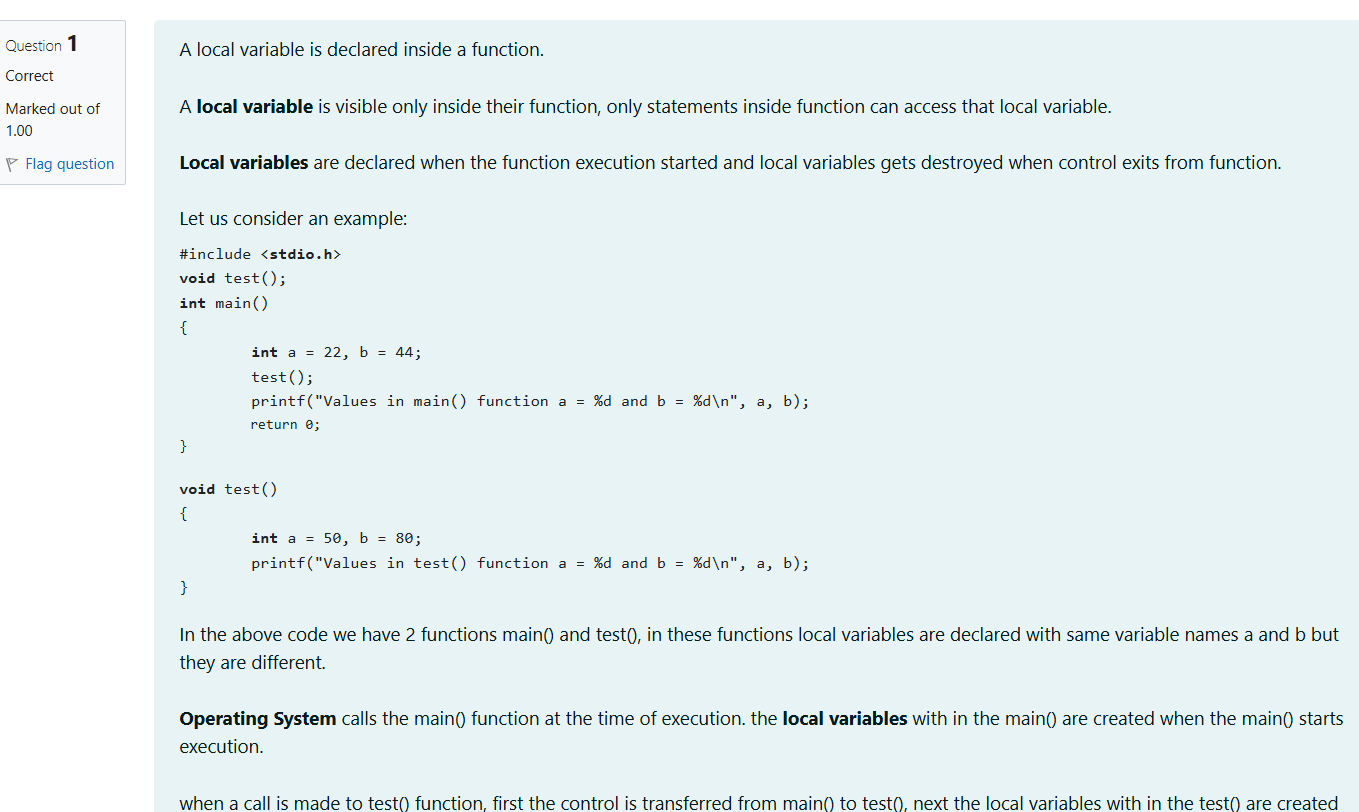 Question 1
Correct
Marked out of
1.00
Flag question
A local variable is declared inside a function.
A local variable is visible only inside their function, only statements inside function can access that local variable.
Local variables are declared when the function execution started and local variables gets destroyed when control exits from function.
Let us consider an example:
#include <stdio.h>
void test();
int main()
{
        int a = 22, b = 44;
        test();
        printf("Values in main() function a = %d and b = %d\n", a, b);
        return 0;
}
void test()
{
        int a = 50, b = 80;
        printf("Values in test() function a = %d and b = %d\n", a, b);
}
In the above code we have 2 functions main() and test(), in these functions local variables are declared with same variable names a and b but
they are different.
Operating System calls the main() function at the time of execution. the local variables with in the main() are created when the main() starts
execution.
when a call is made to test() function, first the control is transferred from main() to test(), next the local variables with in the test() are created